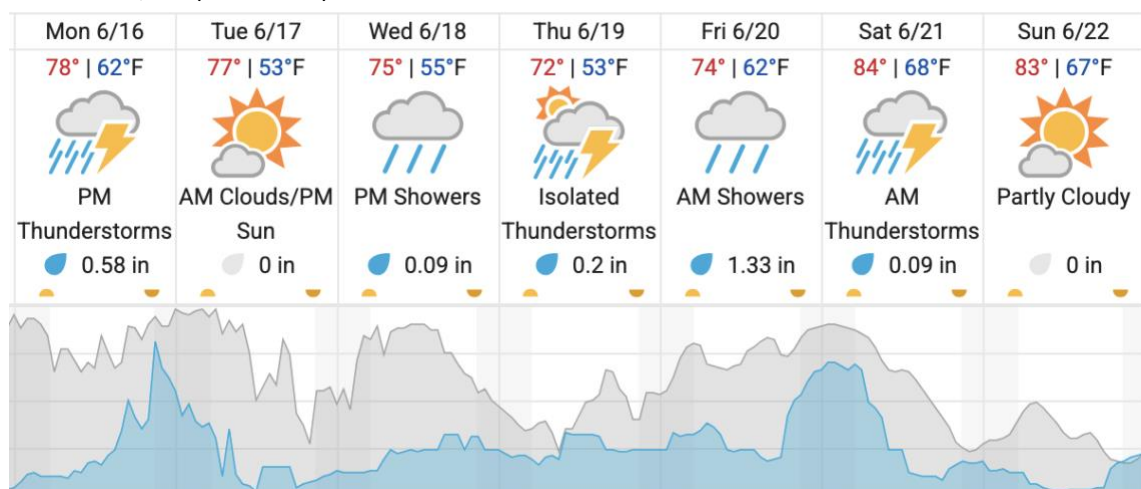 Mon 6/16 Tue 6/17 Wed 6/18 Thu 6/19 Fri 6/20 Sat 6/21 Sun 6/22
78° | 62°F 77° | 53°F 75° | 55°F 72° | 53°F 74° | 62°F 84° | 68°F 83° | 67°F
PM AM Clouds/PM PM Showers Isolated AM Showers AM Partly Cloudy
Thunderstorms Sun Thunderstorms Thunderstorms
0.58 in 0 in 0.09 in 0.2 in 1.33 in 0.09 in 0 in